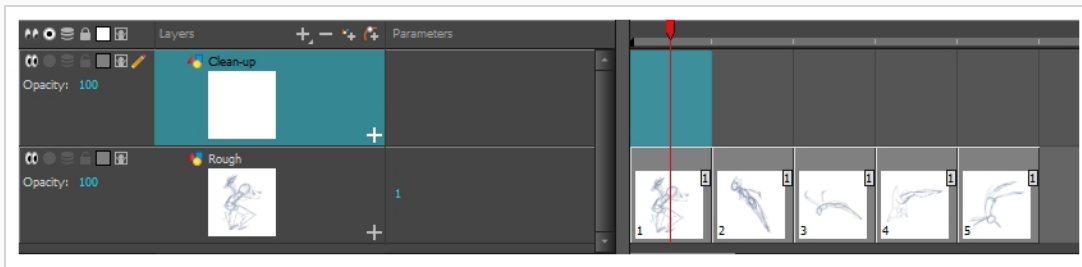 Layers Parameters
Clean-up
Opacity: 100
Rough
Opacity: 100
1
1 1 1 1 1
1 2 3 4 5